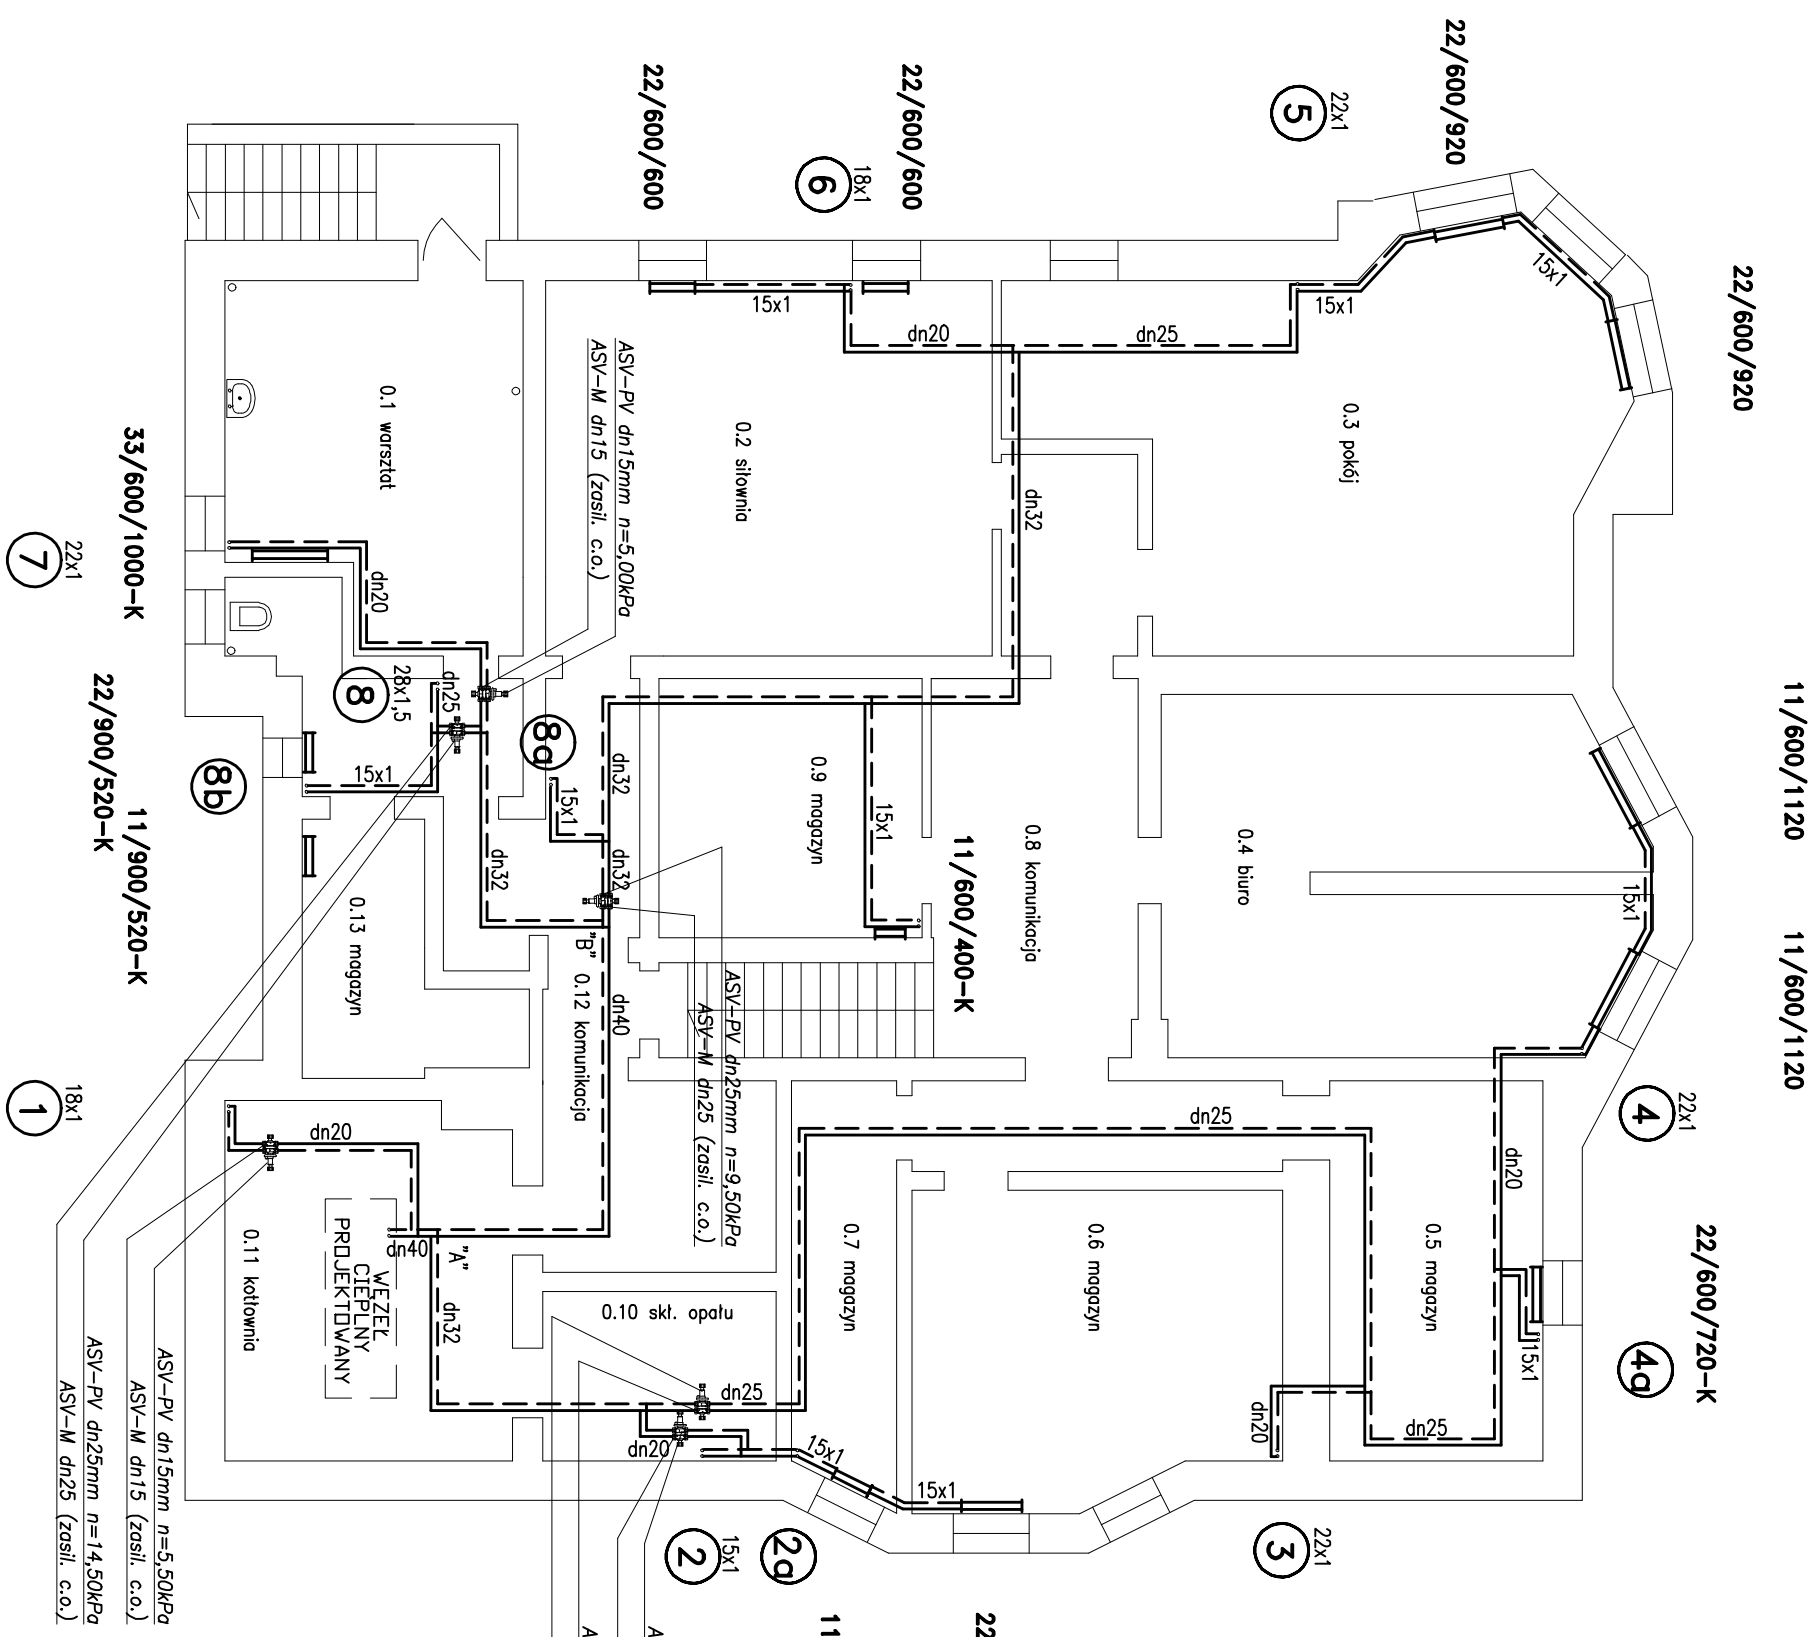 22/600/920
22/600/920
22x1
5
22/600/600
18x1
6
22/600/600
15x1
15x1
15x1
dn20
dn25
ASV-PV dn15mm n=5,00kPa
ASV-M dn15 (zasil. c.o.)
0.1 warsztat
0.2 siłownia
0.3 pokój
dn32
33/600/1000-K
22x1
7
dn20
28x1,5
8
dn25
8a
8b
15x1
15x1
dn32
dn32
dn32
22/900/520-K
11/900/520-K
0.9 magazyn
15x1
11/600/400-K
0.8 komunikacja
0.4 biuro
15x1
11/600/1120
11/600/1120
0.13 magazyn
"B"
0.12 komunikacja
dn40
ASV-PV dn25mm n=9,50kPa
ASV-M dn25 (zasil. c.o.)
22x1
4
18x1
1
dn20
dn25
dn20
22/600/720-K
4a
15x1
0.11 kotłownia
WĘZEŁ
CIEPLNY
PROJEKTOWANY
dn40
"A"
dn32
0.10 skł. opału
0.7 magazyn
0.6 magazyn
0.5 magazyn
dn25
dn20
dn20
dn25
15x1
15x1
ASV-PV dn15mm n=5,50kPa
ASV-M dn15 (zasil. c.o.)
ASV-PV dn25mm n=14,50kPa
ASV-M dn25 (zasil. c.o.)
15x1
2
2a
22x1
3
11
22
A
A